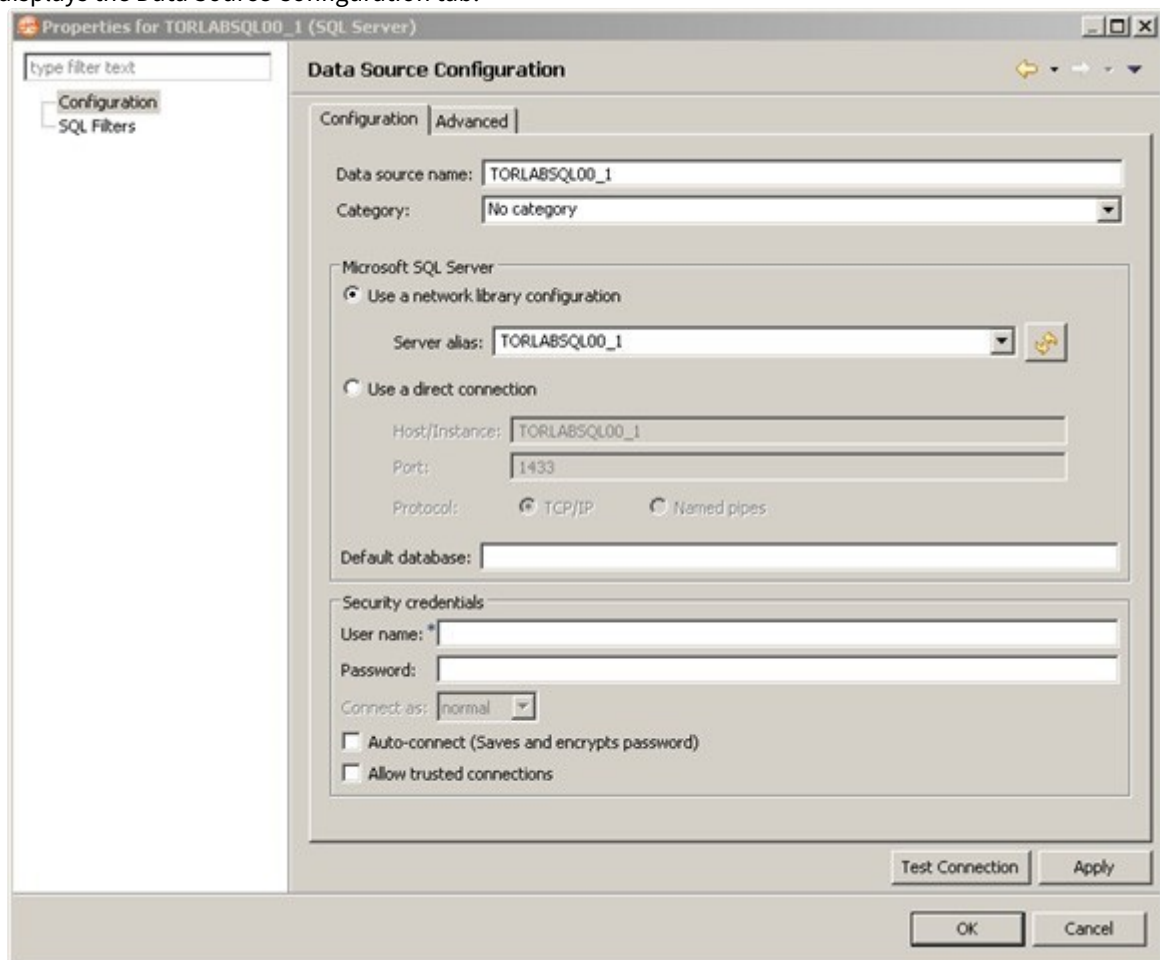 displays the Data Source Configuration tab.
Properties for TORLABSQL00_1 (SQL Server)
type filter text
Configuration
SQL Filters
Data Source Configuration
Configuration
Advanced
Data source name: TORLABSQL00_1
Category: No category
Microsoft SQL Server
Use a network library configuration
Server alias: TORLABSQL00_1
Use a direct connection
Host/Instance: TORLABSQL00_1
Port: 1433
Protocol: TCP/IP Named pipes
Default database:
Security credentials
User name: *
Password:
Connect as: normal
Auto-connect (Saves and encrypts password)
Allow trusted connections
Test Connection Apply
OK Cancel